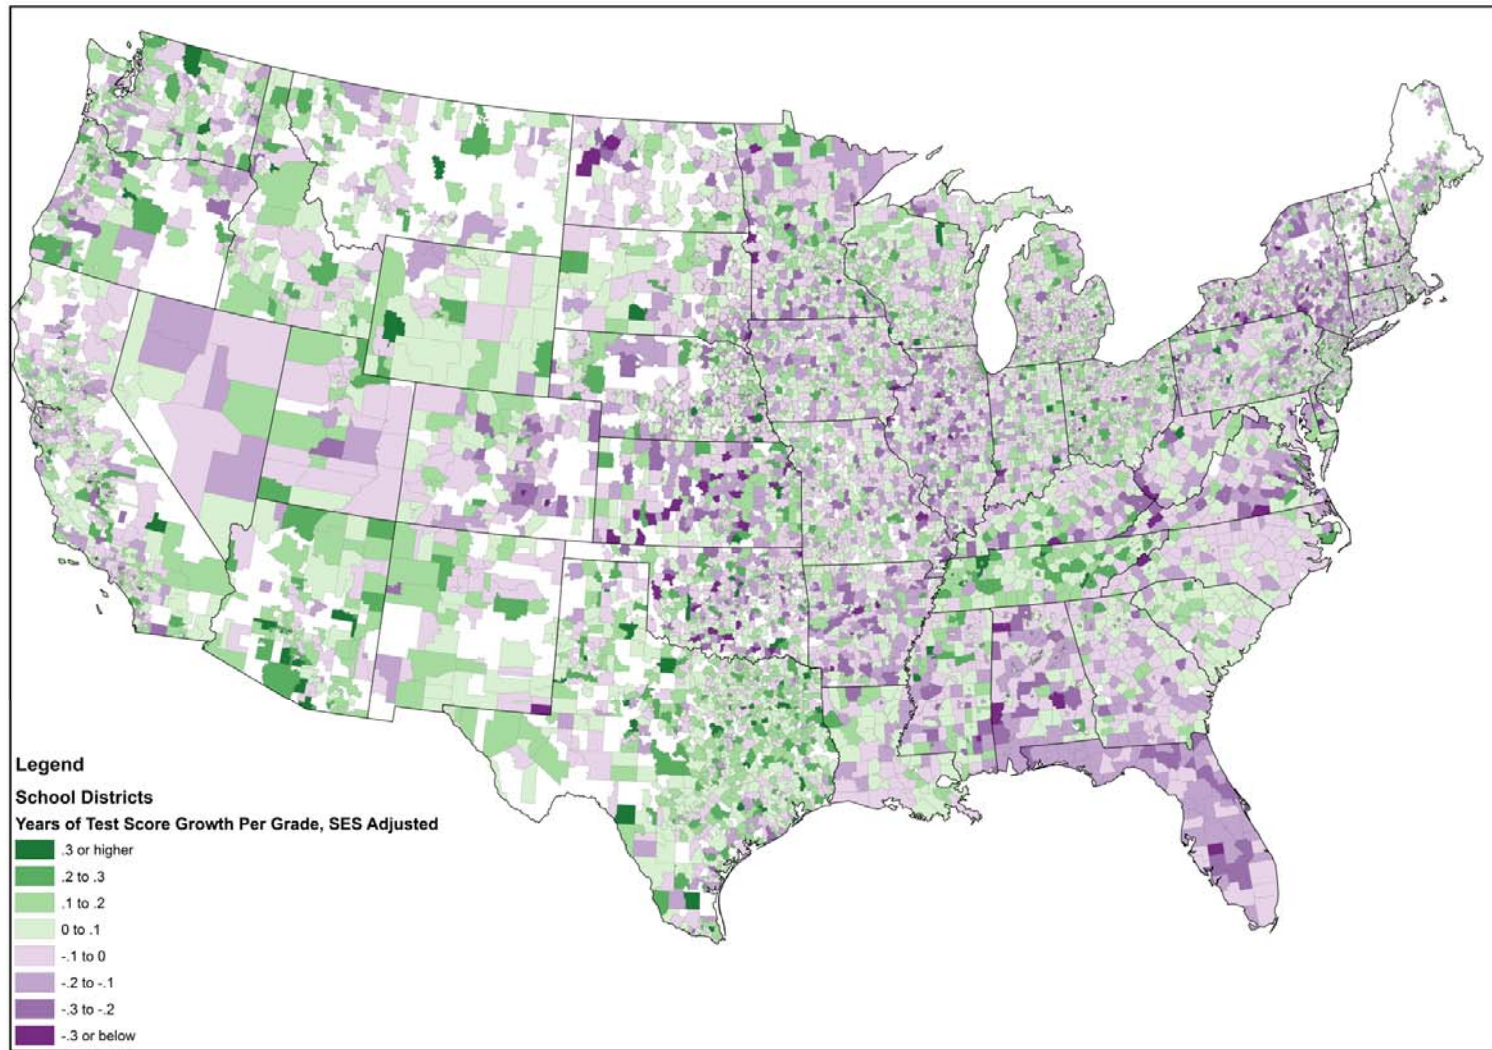 Legend
School Districts
Years of Test Score Growth Per Grade, SES Adjusted
.3 or higher
.2 to .3
.1 to .2
0 to .1
-.1 to 0
-.2 to -.1
-.3 to -.2
-.3 or below